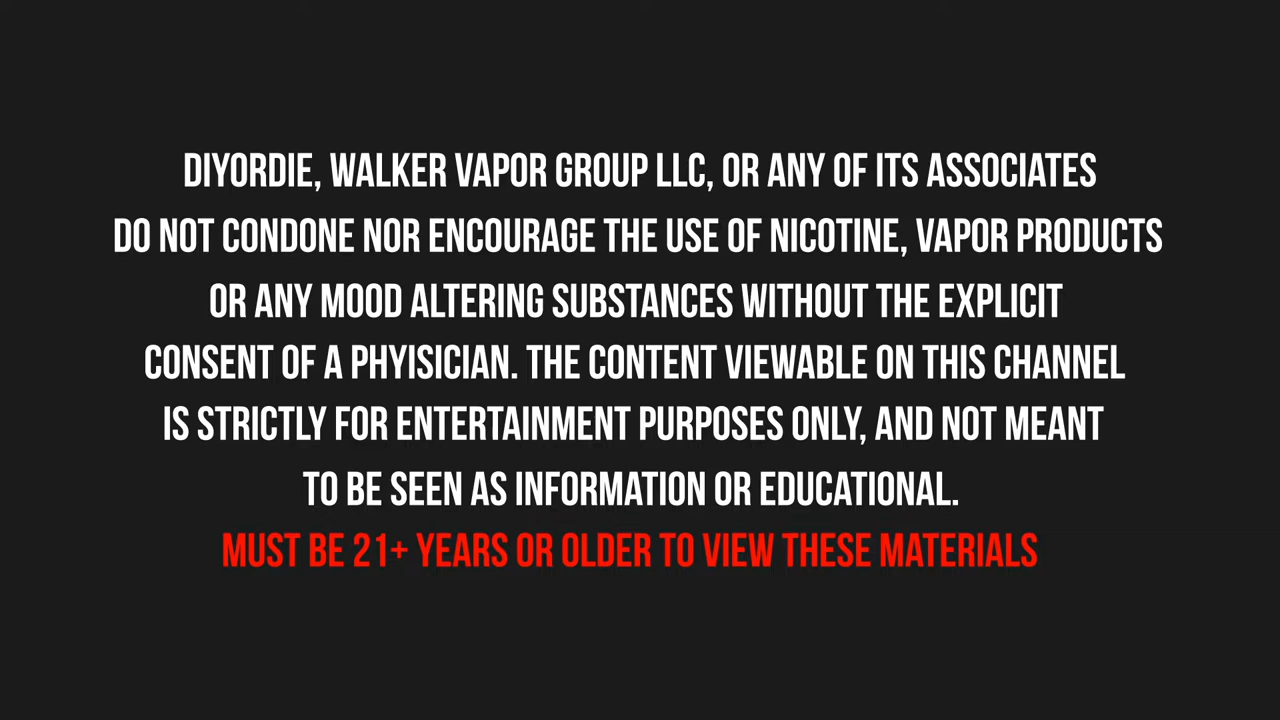 DIYORDIE, WALKER VAPOR GROUP LLC, OR ANY OF ITS ASSOCIATES
DO NOT CONDONE NOR ENCOURAGE THE USE OF NICOTINE, VAPOR PRODUCTS
OR ANY MOOD ALTERING SUBSTANCES WITHOUT THE EXPLICIT
CONSENT OF A PHYISICIAN. THE CONTENT VIEWABLE ON THIS CHANNEL
IS STRICTLY FOR ENTERTAINMENT PURPOSES ONLY, AND NOT MEANT
TO BE SEEN AS INFORMATION OR EDUCATIONAL.
MUST BE 21+ YEARS OR OLDER TO VIEW THESE MATERIALS